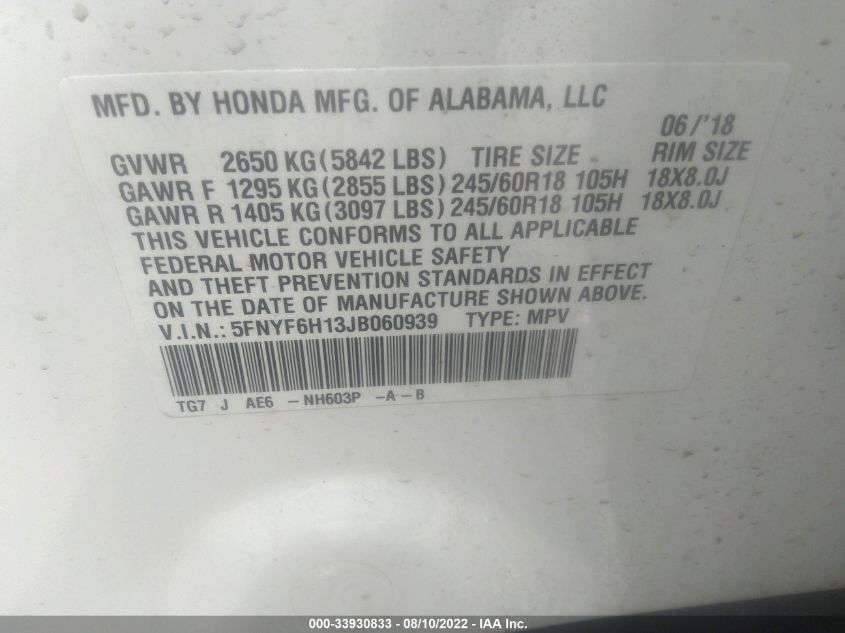 MFD. BY HONDA MFG. OF ALABAMA, LLC
06/'18
GVWR 2650 KG (5842 LBS) TIRE SIZE RIM SIZE
GAWR F 1295 KG (2855 LBS) 245/60R18 105H 18X8.0J
GAWR R 1405 KG (3097 LBS) 245/60R18 105H 18X8.0J
THIS VEHICLE CONFORMS TO ALL APPLICABLE
FEDERAL MOTOR VEHICLE SAFETY
AND THEFT PREVENTION STANDARDS IN EFFECT
ON THE DATE OF MANUFACTURE SHOWN ABOVE.
V.I.N.: 5FNYF6H13JB060939 TYPE: MPV
TG7 J AE6 -NH603P -A-B
000-33930833 - 08/10/2022 - IAA Inc.